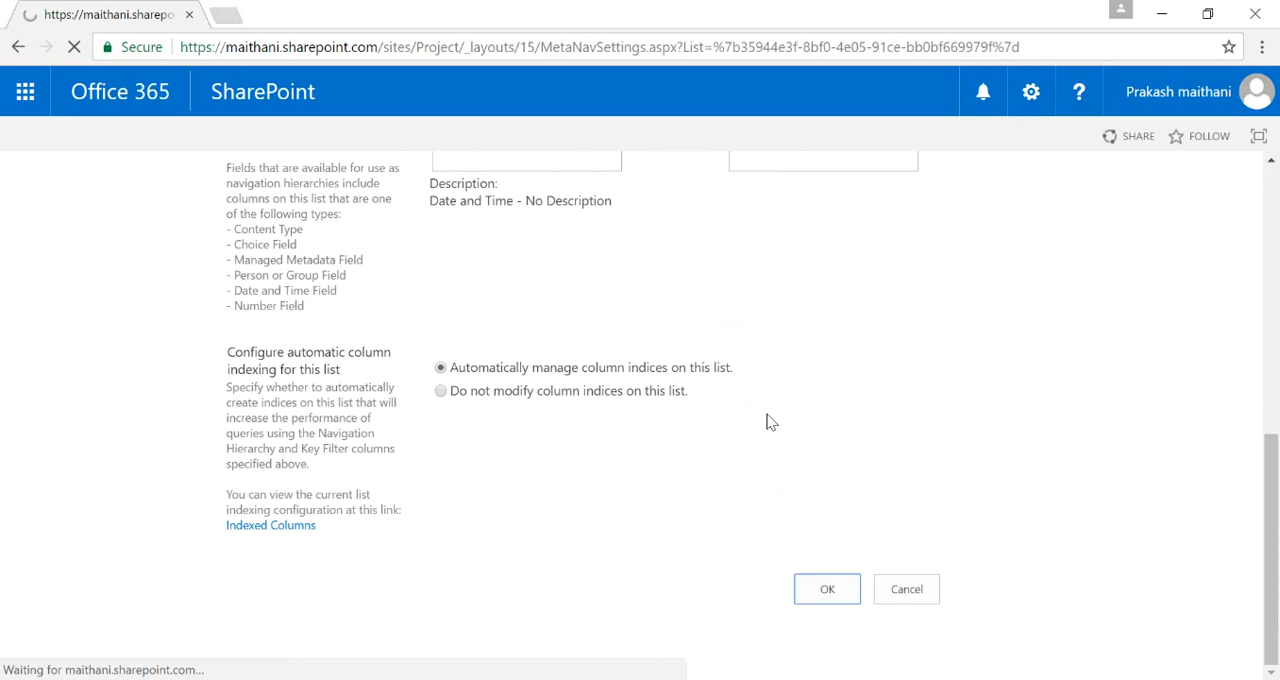 https://maithani.sharepo
Secure https://maithani.sharepoint.com/sites/Project/_layouts/15/MetaNavSettings.aspx?List=%7b35944e3f-8bf0-4e05-91ce-bb0bf669979f%7d
Office 365 SharePoint Prakash maithani
SHARE FOLLOW
Fields that are available for use as
navigation hierarchies include
columns on this list that are one
of the following types:
- Content Type
- Choice Field
- Managed Metadata Field
- Person or Group Field
- Date and Time Field
- Number Field
Description:
Date and Time - No Description
Configure automatic column
indexing for this list
Specify whether to automatically
create indices on this list that will
increase the performance of
queries using the Navigation
Hierarchy and Key Filter columns
specified above.
You can view the current list
indexing configuration at this link:
Indexed Columns
Automatically manage column indices on this list.
Do not modify column indices on this list.
OK Cancel
Waiting for maithani.sharepoint.com...